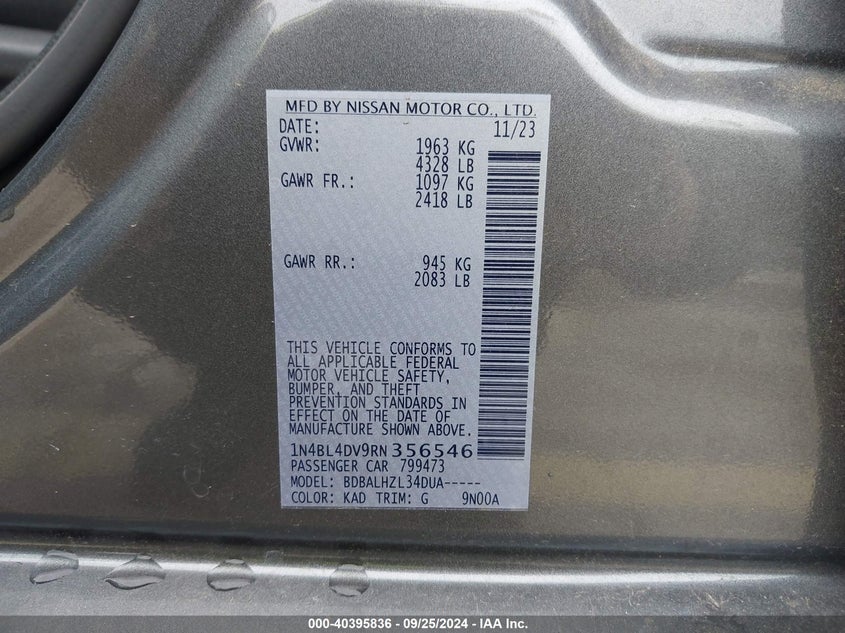 MFD BY NISSAN MOTOR CO., LTD.
DATE: 11/23
GVWR: 1963 KG
4328 LB
GAWR FR.: 1097 KG
2418 LB
GAWR RR.: 945 KG
2083 LB
THIS VEHICLE CONFORMS TO
ALL APPLICABLE FEDERAL
MOTOR VEHICLE SAFETY,
BUMPER, AND THEFT
PREVENTION STANDARDS IN
EFFECT ON THE DATE OF
MANUFACTURE SHOWN ABOVE.
1N4BL4DV9RN356546
PASSENGER CAR 799473
MODEL: BDBALHZL34DUA-----
COLOR: KAD TRIM: G 9N00A
000-40395836 - 09/25/2024 - IAA Inc.